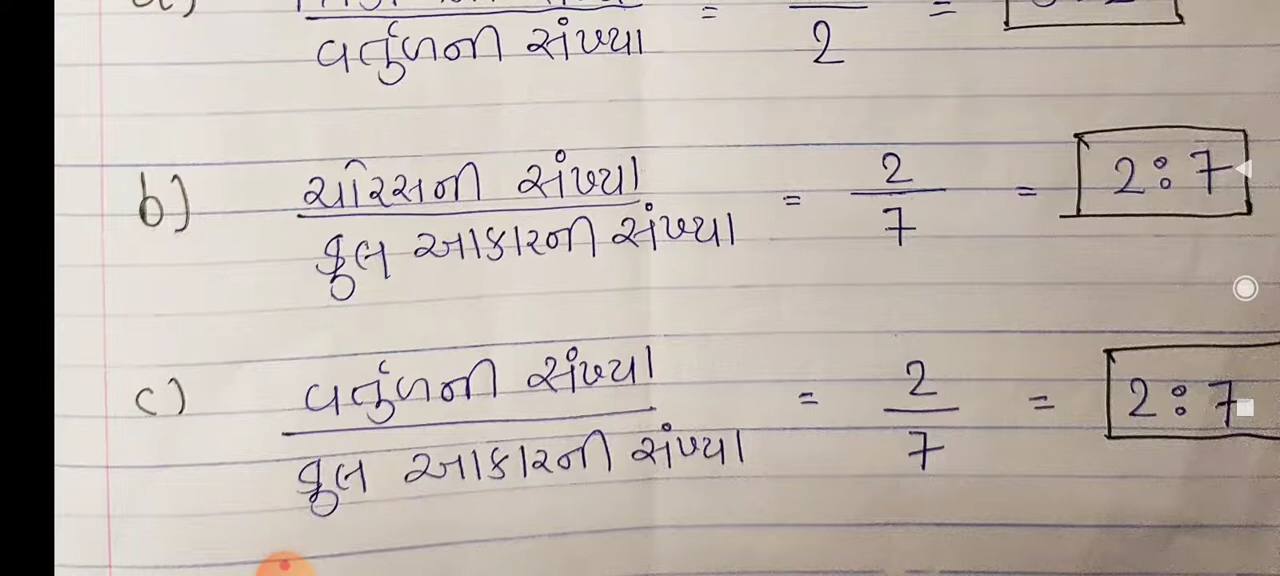 વર્તુળની સંખ્યા = 2 =
b) ચોરસની સંખ્યા / કુલ આકારની સંખ્યા = 2/7 = 2:7
c) વર્તુળની સંખ્યા / કુલ આકારની સંખ્યા = 2/7 = 2:7